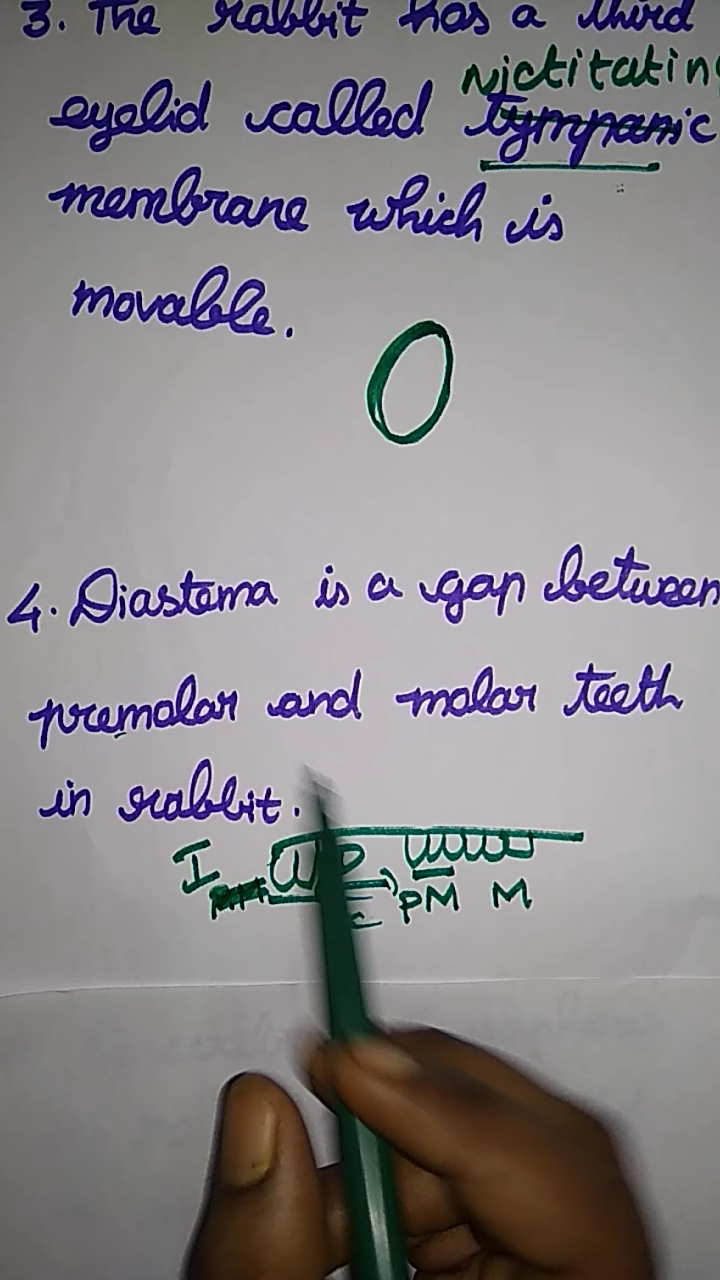 3. The rabbit has a third
Nictitating
eyelid called Tympanic
membrane which is
movable.
4. Diastema is a gap between
premolar and molar teeth
in rabbit.
I C PM M